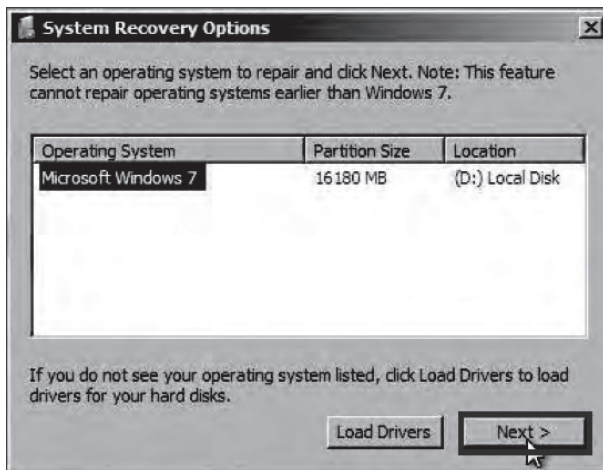 System Recovery Options
Select an operating system to repair and click Next. Note: This feature
cannot repair operating systems earlier than Windows 7.
Operating System Partition Size Location
Microsoft Windows 7 16180 MB (D:) Local Disk
If you do not see your operating system listed, click Load Drivers to load
drivers for your hard disks.
Load Drivers Next >